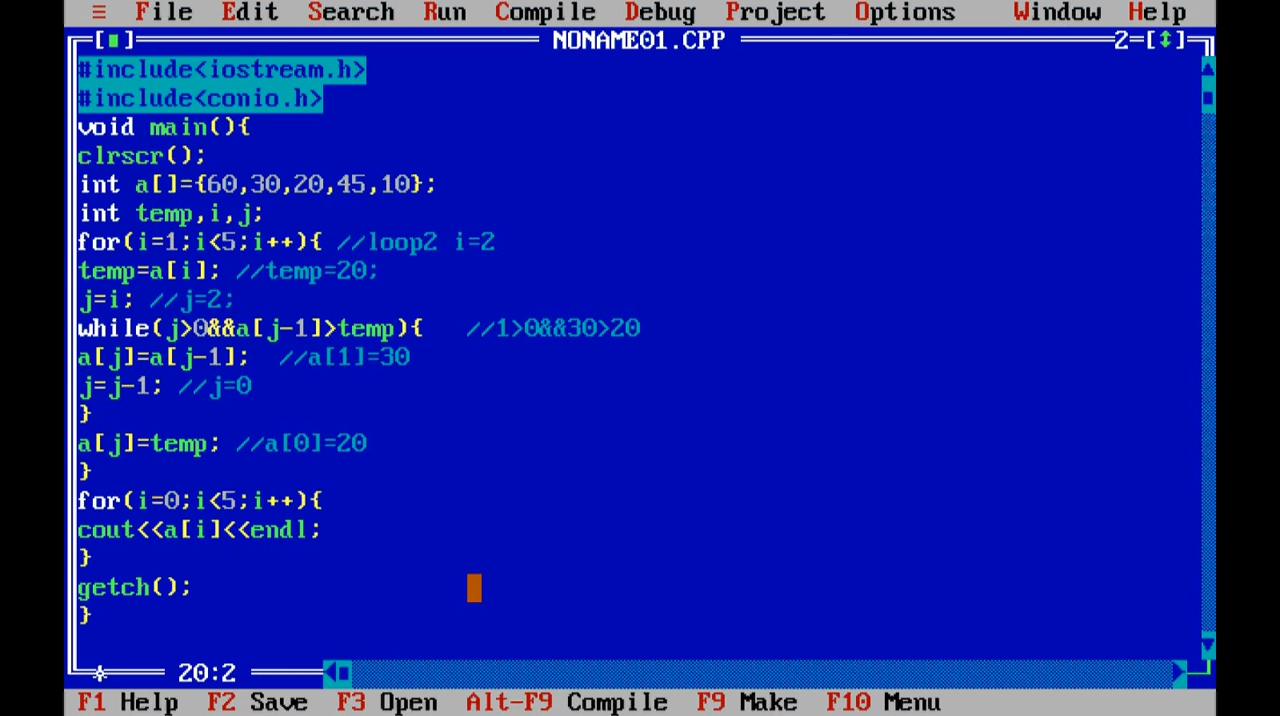 ≡ File Edit Search Run Compile Debug Project Options Window Help
[■] NONAME01.CPP 2=[↕]
#include<iostream.h>
#include<conio.h>
void main(){
clrscr();
int a[]={60,30,20,45,10};
int temp,i,j;
for(i=1;i<5;i++){ //loop2 i=2
temp=a[i]; //temp=20;
j=i; //j=2;
while(j>0&&a[j-1]>temp){   //1>0&&30>20
a[j]=a[j-1];  //a[1]=30
j=j-1; //j=0
}
a[j]=temp; //a[0]=20
}
for(i=0;i<5;i++){
cout<<a[i]<<endl;
}
getch();
}
20:2
F1 Help F2 Save F3 Open Alt-F9 Compile F9 Make F10 Menu